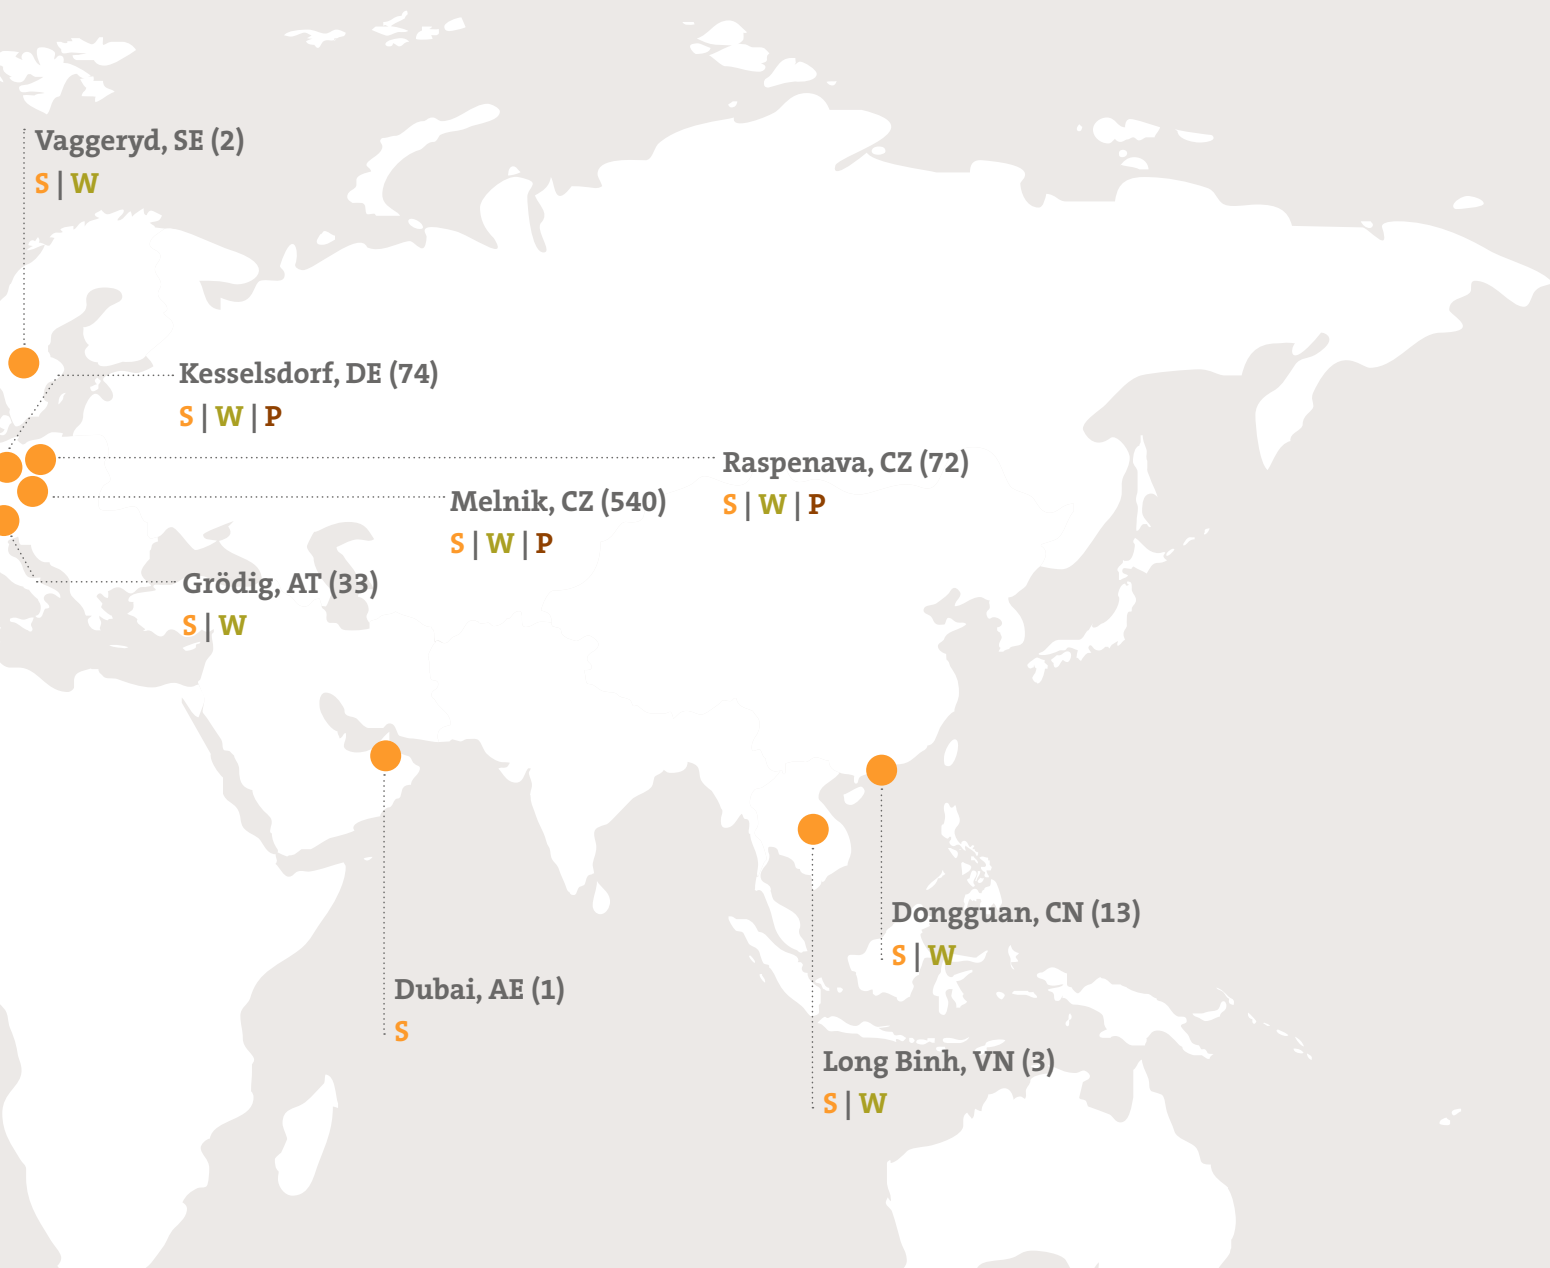 Vaggeryd, SE (2)
S | W
Kesselsdorf, DE (74)
S | W | P
Raspenava, CZ (72)
S | W | P
Melnik, CZ (540)
S | W | P
Grödig, AT (33)
S | W
Dongguan, CN (13)
S | W
Dubai, AE (1)
S
Long Binh, VN (3)
S | W